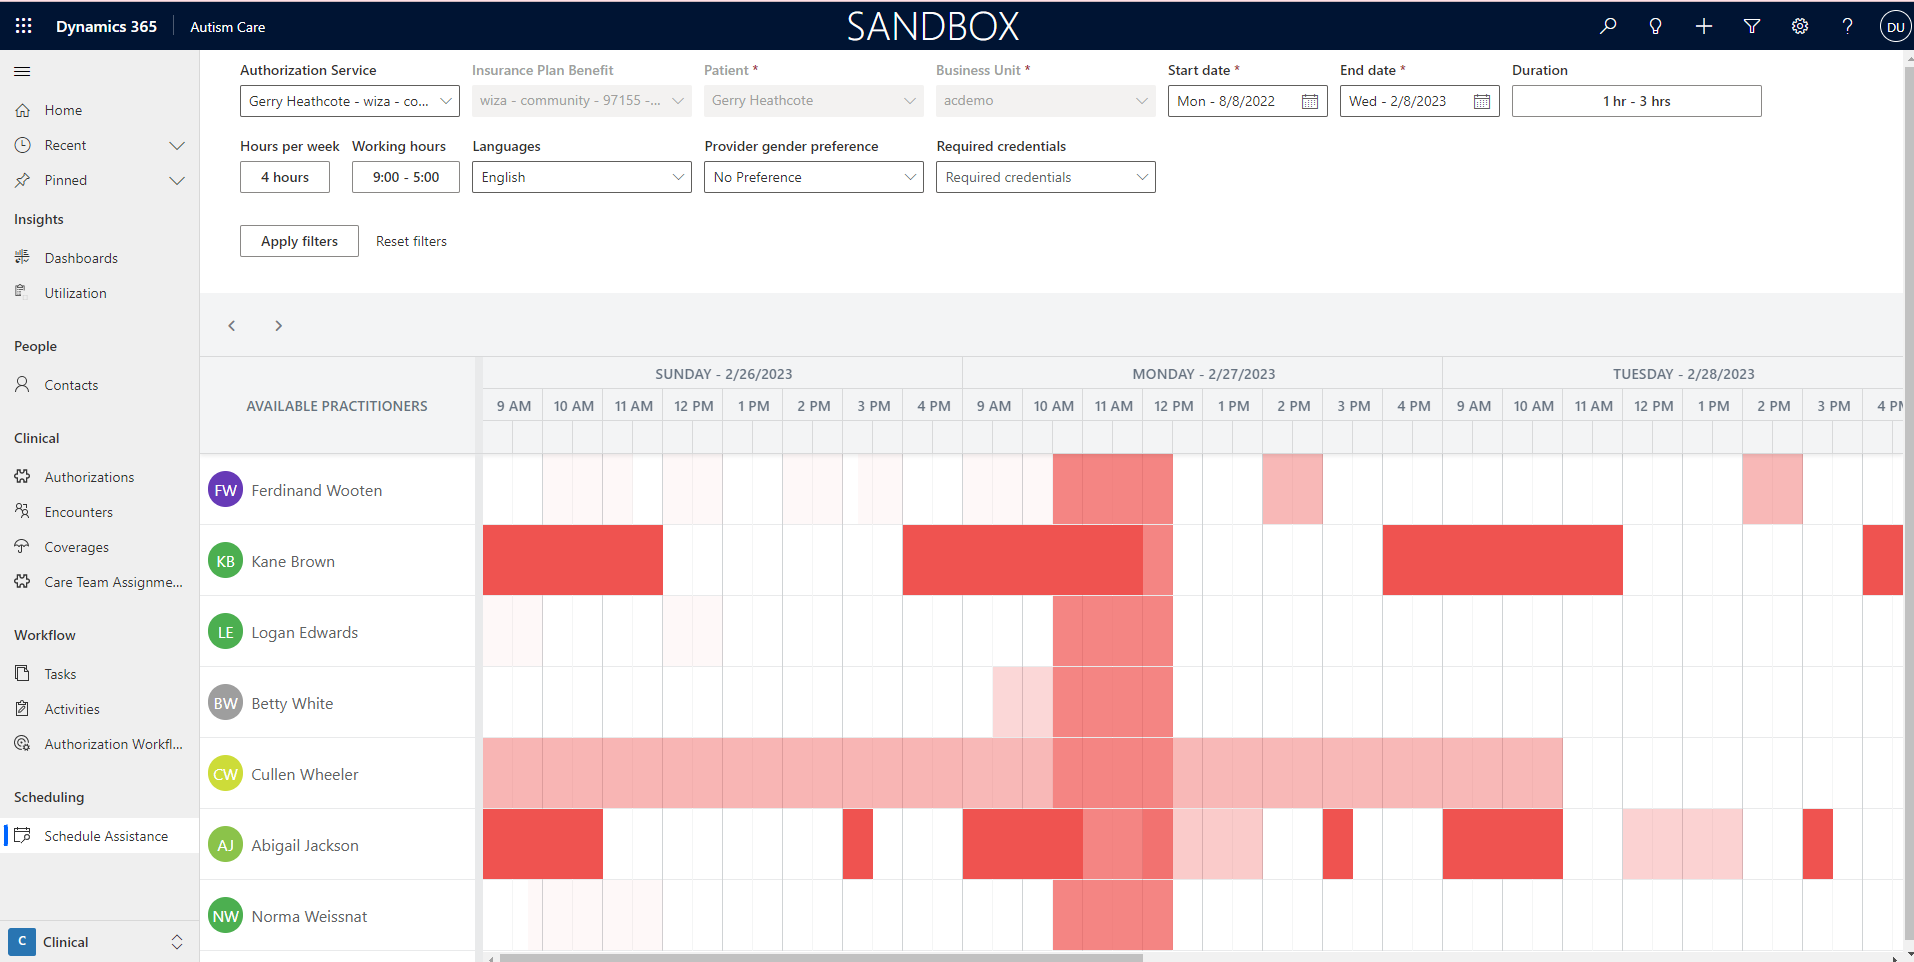 Dynamics 365
Autism Care
SANDBOX
DU
Home
Recent
Pinned
Insights
Dashboards
Utilization
People
Contacts
Clinical
Authorizations
Encounters
Coverages
Care Team Assignme...
Workflow
Tasks
Activities
Authorization Workfl...
Scheduling
Schedule Assistance
C Clinical
Authorization Service Insurance Plan Benefit Patient * Business Unit * Start date * End date * Duration
Gerry Heathcote - wiza - co... wiza - community - 97155 -... Gerry Heathcote acdemo Mon - 8/8/2022 Wed - 2/8/2023 1 hr - 3 hrs
Hours per week Working hours Languages Provider gender preference Required credentials
4 hours 9:00 - 5:00 English No Preference Required credentials
Apply filters Reset filters
SUNDAY - 2/26/2023 MONDAY - 2/27/2023 TUESDAY - 2/28/2023
AVAILABLE PRACTITIONERS 9 AM 10 AM 11 AM 12 PM 1 PM 2 PM 3 PM 4 PM 9 AM 10 AM 11 AM 12 PM 1 PM 2 PM 3 PM 4 PM 9 AM 10 AM 11 AM 12 PM 1 PM 2 PM 3 PM 4 PM
FW Ferdinand Wooten
KB Kane Brown
LE Logan Edwards
BW Betty White
CW Cullen Wheeler
AJ Abigail Jackson
NW Norma Weissnat